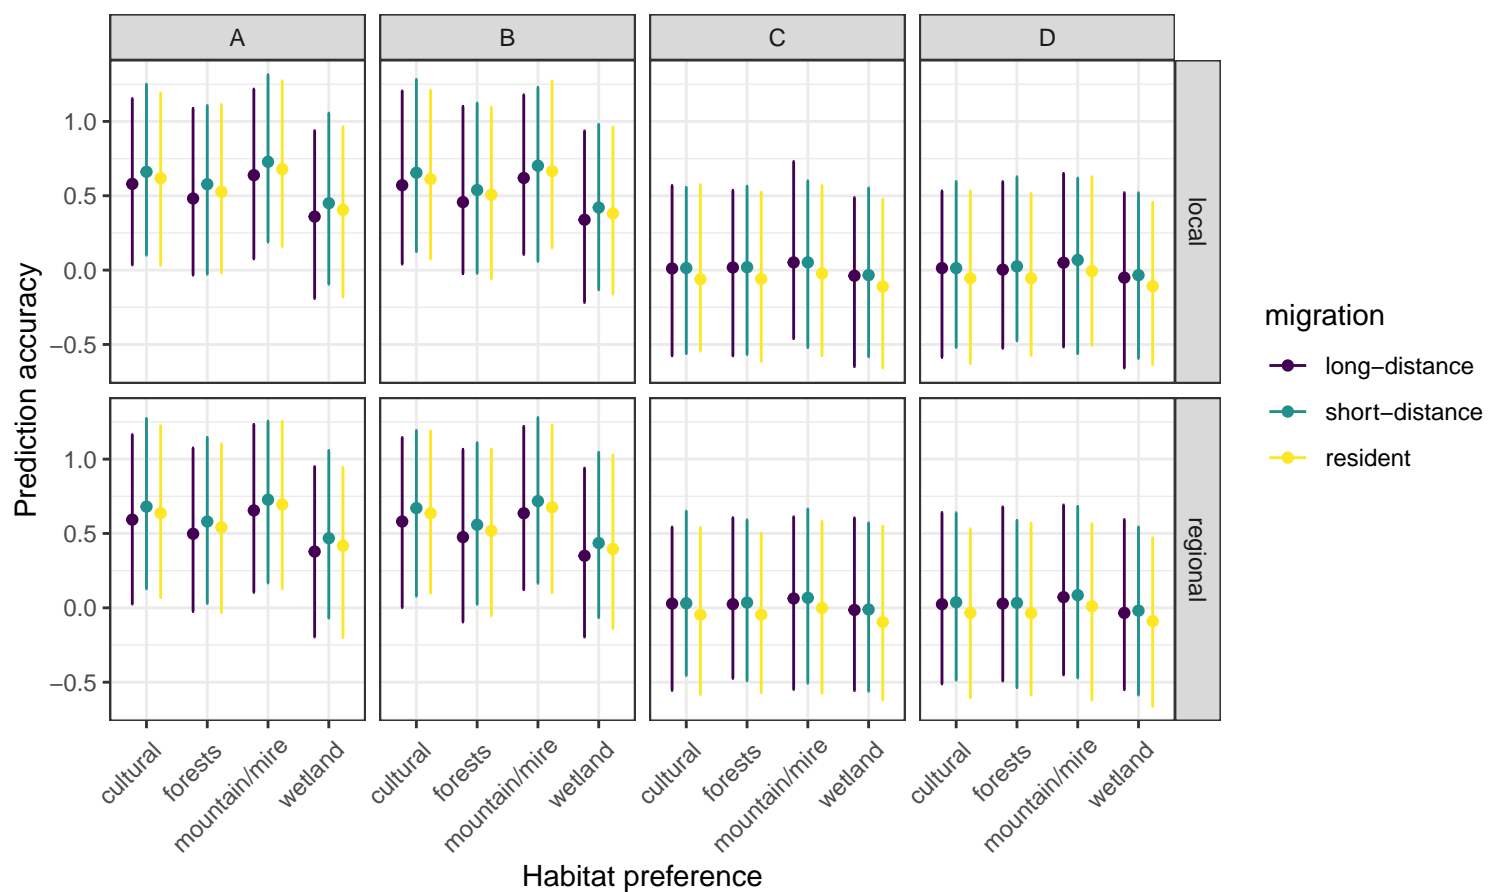 A B C D
Prediction accuracy
1.0
0.5
0.0
−0.5
local
1.0
0.5
0.0
−0.5
regional
cultural forests mountain/mire wetland
cultural forests mountain/mire wetland
cultural forests mountain/mire wetland
cultural forests mountain/mire wetland
Habitat preference
migration
long−distance
short−distance
resident